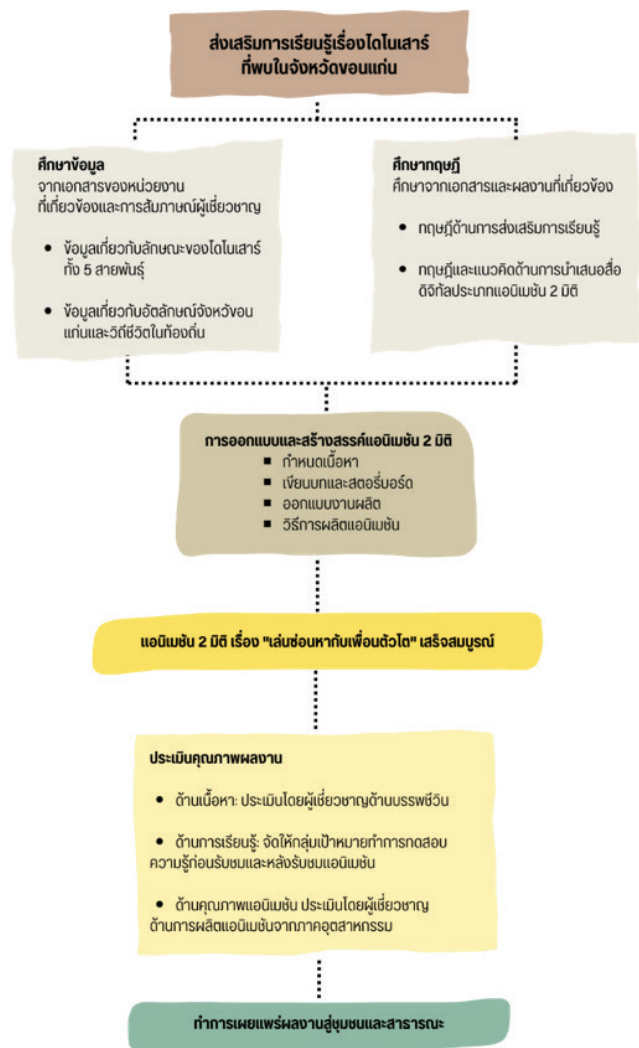 ส่งเสริมการเรียนรู้เรื่องไดโนเสาร์
ที่พบในจังหวัดขอนแก่น
ศึกษาข้อมูล
จากเอกสารของหน่วยงาน
ที่เกี่ยวข้องและการสัมภาษณ์ผู้เชี่ยวชาญ
• ข้อมูลเกี่ยวกับลักษณะของไดโนเสาร์
ทั้ง 5 สายพันธุ์
• ข้อมูลเกี่ยวกับอัตลักษณ์จังหวัขอน
แก่นและวิถีชีวิตในท้องถิ่น
ศึกษาทฤษฎี
ศึกษาจากเอกสารและผลงานที่เกี่ยวข้อง
• ทฤษฎีด้านการส่งเสริมการเรียนรู้
• ทฤษฎีและแนวคิดด้านการนำเสนอสื่อ
ดิจิทัลประเภทแอนิเมชัน 2 มิติ
การออกแบบและสร้างสรรค์แอนิเมชัน 2 มิติ
▪ กำหนดเนื้อหา
▪ เขียนบทและสตอรี่บอร์ด
▪ ออกแบบงานผลิต
▪ วิธีการผลิตแอนิเมชัน
แอนิเมชัน 2 มิติ เรื่อง "เล่นซ่อนหากับเพื่อนตัวโต" เสร็จสมบูรณ์
ประเมินคุณภาพผลงาน
• ด้านเนื้อหา: ประเมินโดยผู้เชี่ยวชาญด้านบรรพชีวิน
• ด้านการเรียนรู้: จัดให้กลุ่มเป้าหมายทำการทดสอบ
ความรู้ก่อนรับชมและหลังรับชมแอนิเมชัน
• ด้านคุณภาพแอนิเมชัน ประเมินโดยผู้เชี่ยวชาญ
ด้านการผลิตแอนิเมชันจากภาคอุตสาหกรรม
ทำการเผยแพร่ผลงานสู่ชุมชนและสาธารณะ